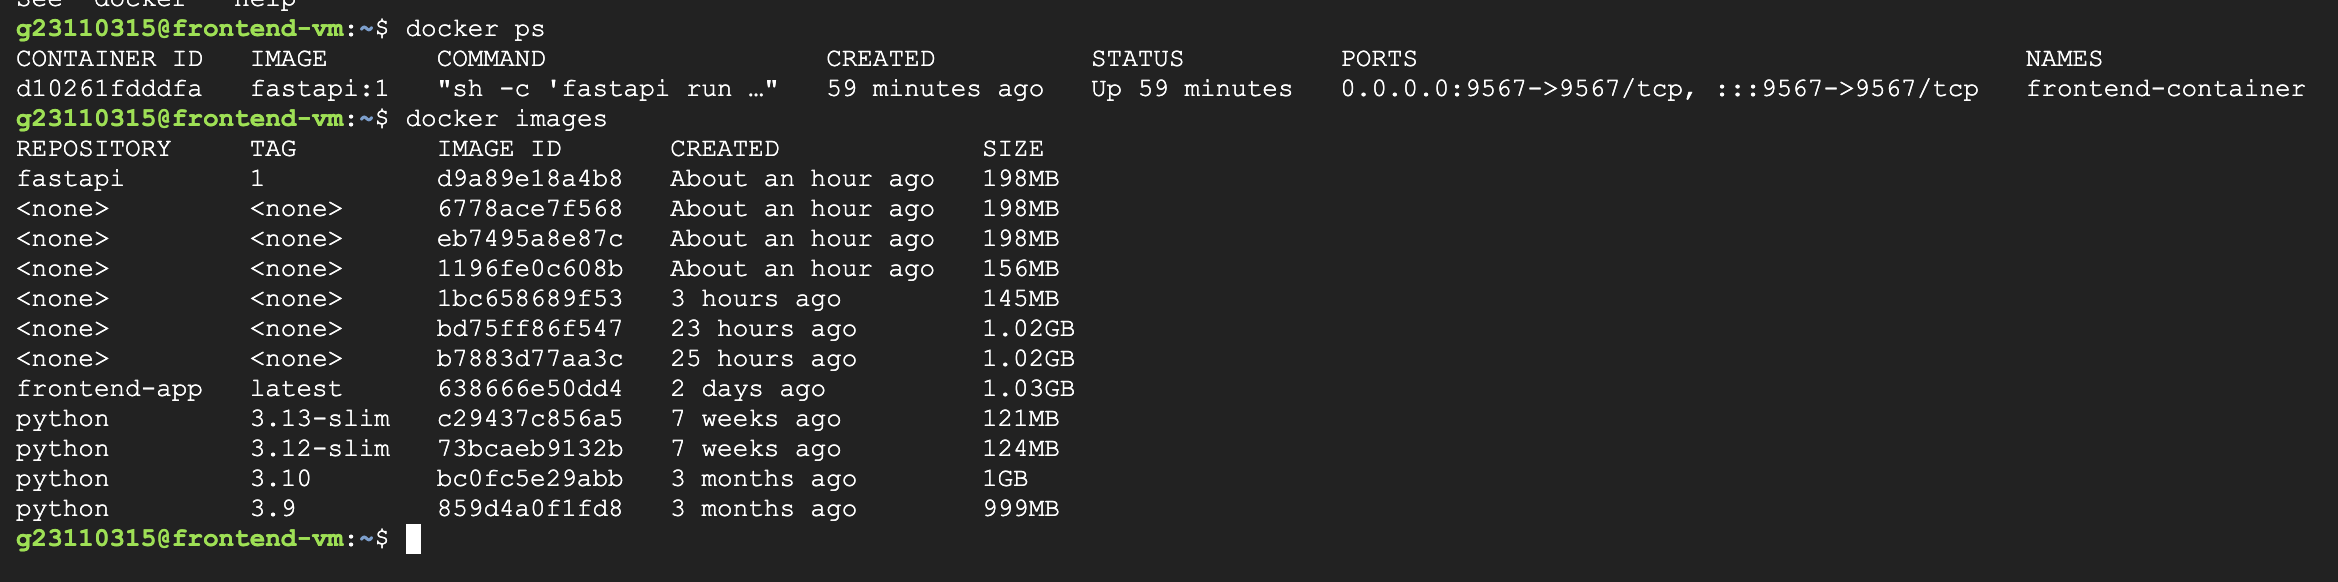 See 'docker --help'
g23110315@frontend-vm:~$ docker ps
CONTAINER ID   IMAGE       COMMAND                  CREATED          STATUS          PORTS                                       NAMES
d10261fdddfa   fastapi:1   "sh -c 'fastapi run …"   59 minutes ago   Up 59 minutes   0.0.0.0:9567->9567/tcp, :::9567->9567/tcp   frontend-container
g23110315@frontend-vm:~$ docker images
REPOSITORY     TAG         IMAGE ID       CREATED             SIZE
fastapi        1           d9a89e18a4b8   About an hour ago   198MB
<none>         <none>      6778ace7f568   About an hour ago   198MB
<none>         <none>      eb7495a8e87c   About an hour ago   198MB
<none>         <none>      1196fe0c608b   About an hour ago   156MB
<none>         <none>      1bc658689f53   3 hours ago         145MB
<none>         <none>      bd75ff86f547   23 hours ago        1.02GB
<none>         <none>      b7883d77aa3c   25 hours ago        1.02GB
frontend-app   latest      638666e50dd4   2 days ago          1.03GB
python         3.13-slim   c29437c856a5   7 weeks ago         121MB
python         3.12-slim   73bcaeb9132b   7 weeks ago         124MB
python         3.10        bc0fc5e29abb   3 months ago        1GB
python         3.9         859d4a0f1fd8   3 months ago        999MB
g23110315@frontend-vm:~$